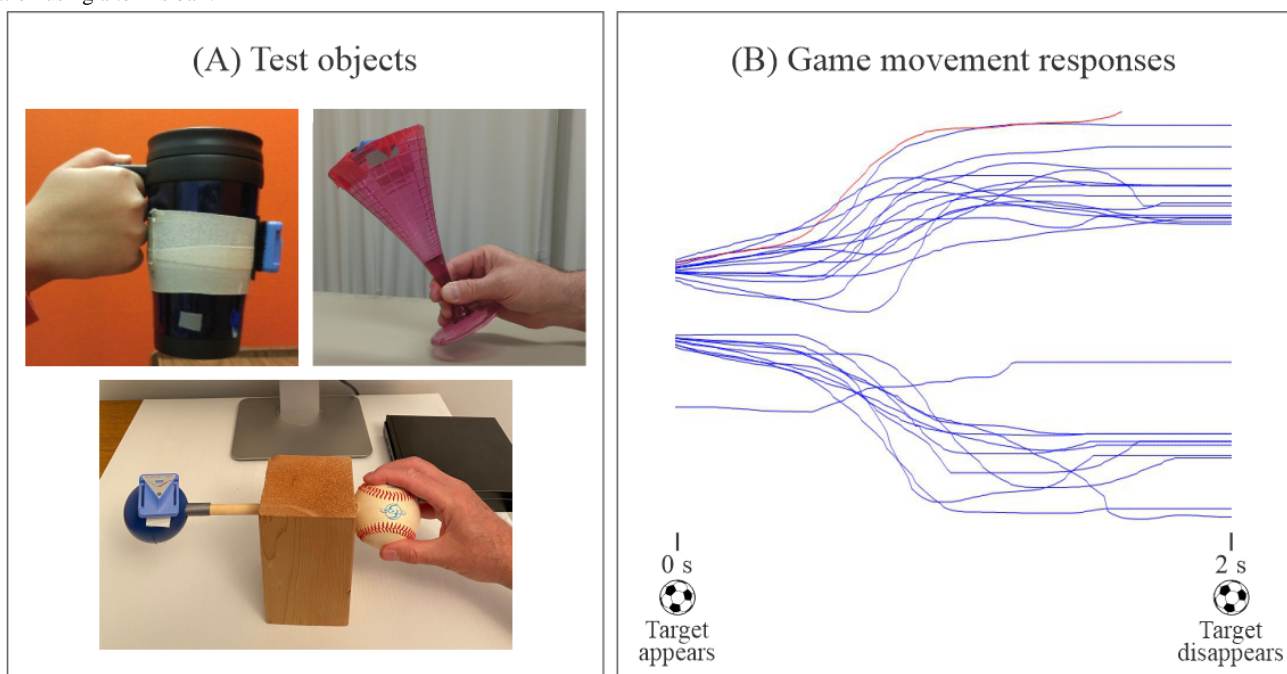 (A) Test objects
(B) Game movement responses
0 s
2 s
Target
appears
Target
disappears